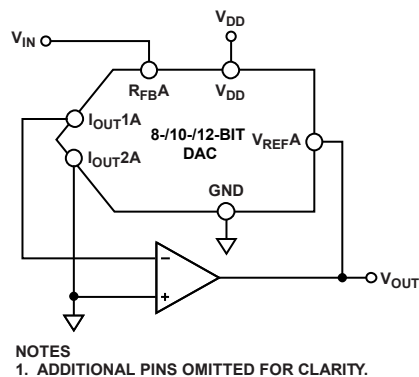 VIN
VDD
RFBA
VDD
IOUT1A
8-/10-/12-BIT
DAC
VREFA
IOUT2A
GND
−
+
VOUT
NOTES
1. ADDITIONAL PINS OMITTED FOR CLARITY.